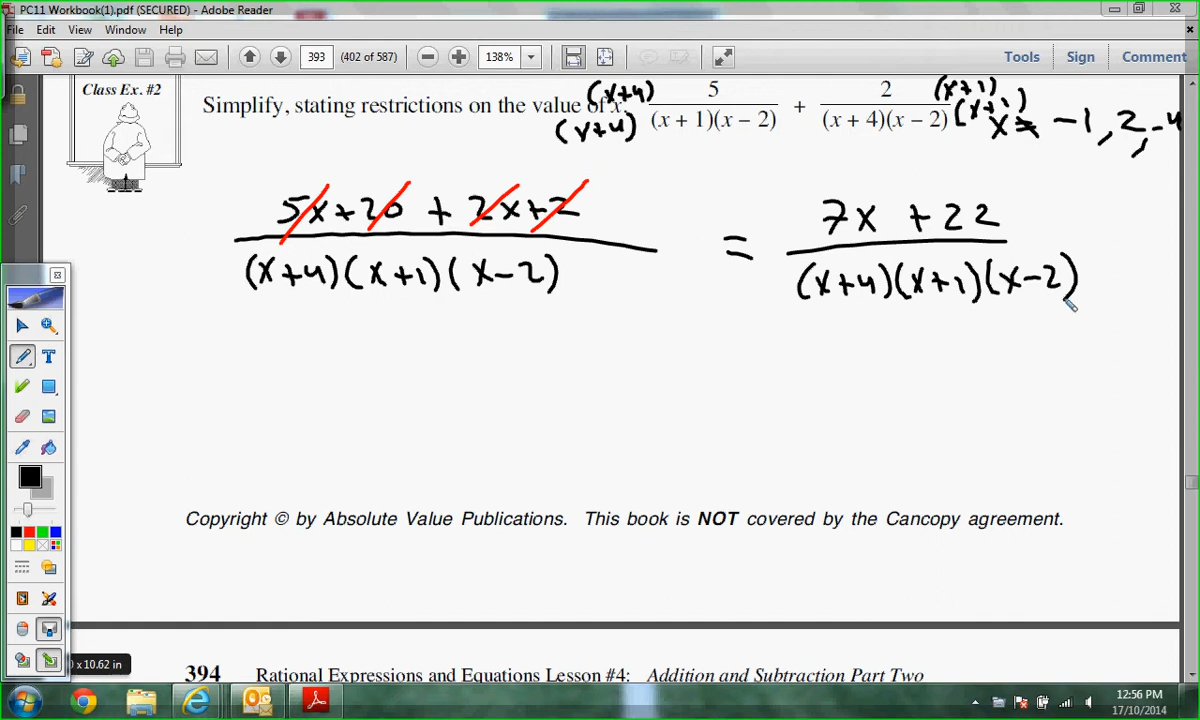 PC11 Workbook(1).pdf (SECURED) - Adobe Reader
File Edit View Window Help
393 (402 of 587) 138% Tools Sign Comment
Class Ex. #2
Simplify, stating restrictions on the value of x. (x+4) 5 / (x + 1)(x − 2) (x+4) + 2 (x+1) / (x + 4)(x − 2) (x+1) x ≠ -1, 2, -4
5x+20 + 2x+2 = 7x + 22
(x+4)(x+1)(x-2) (x+4)(x+1)(x-2)
Copyright © by Absolute Value Publications. This book is NOT covered by the Cancopy agreement.
0 x 10.62 in
394 Rational Expressions and Equations Lesson #4: Addition and Subtraction Part Two
12:56 PM
17/10/2014